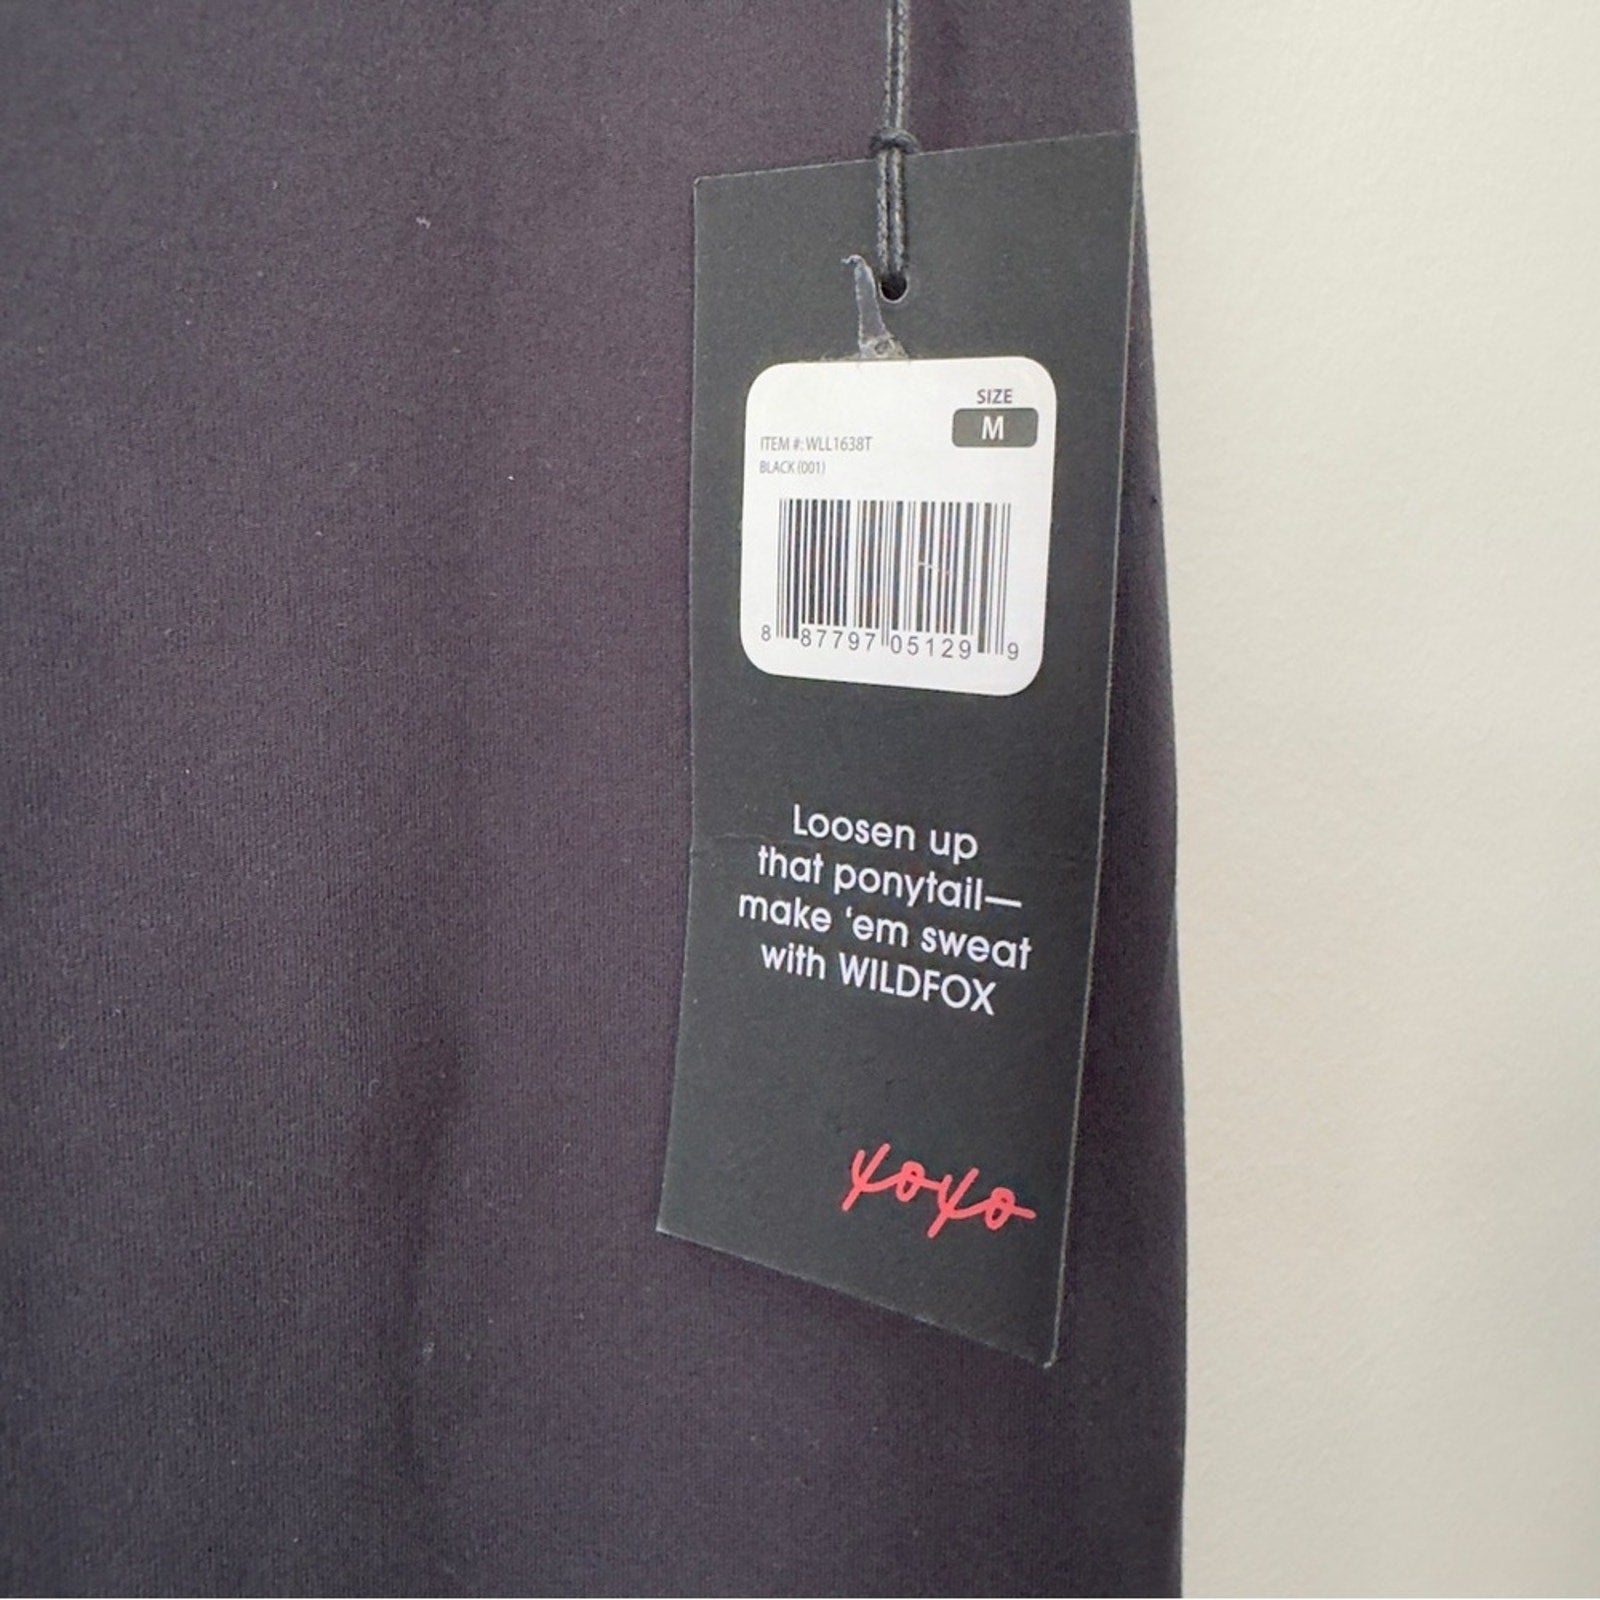 SIZE
M
ITEM #: WLL1638T
BLACK (001)
8 87797 05129 9
Loosen up
that ponytail—
make ‘em sweat
with WILDFOX
xoxo